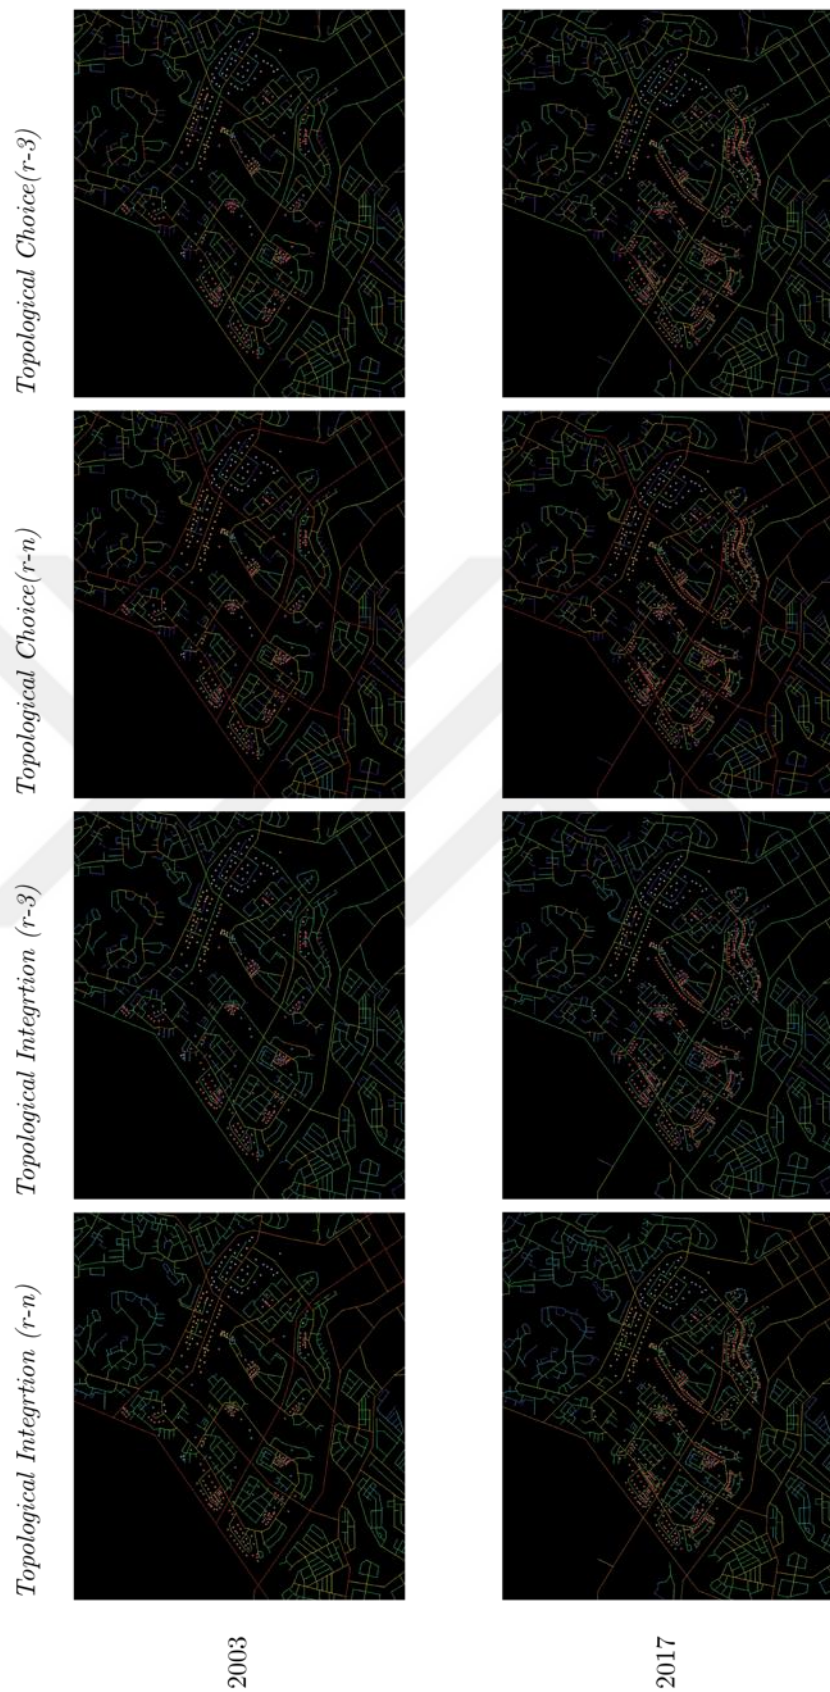 Topological Integrtion (r-n)
Topological Integrtion (r-3)
Topological Choice(r-n)
Topological Choice(r-3)
2003
2017